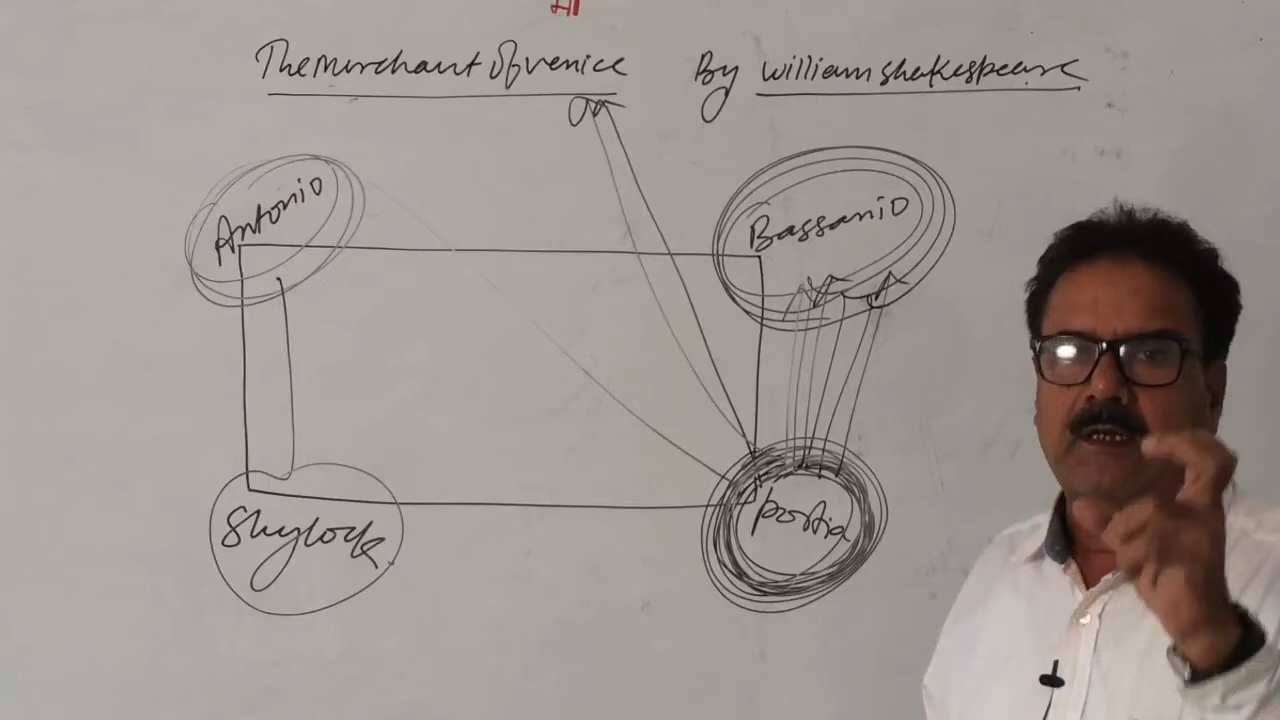 The Merchant Of venice By william shakespeare
Antonio
Bassanio
Shylock
portia